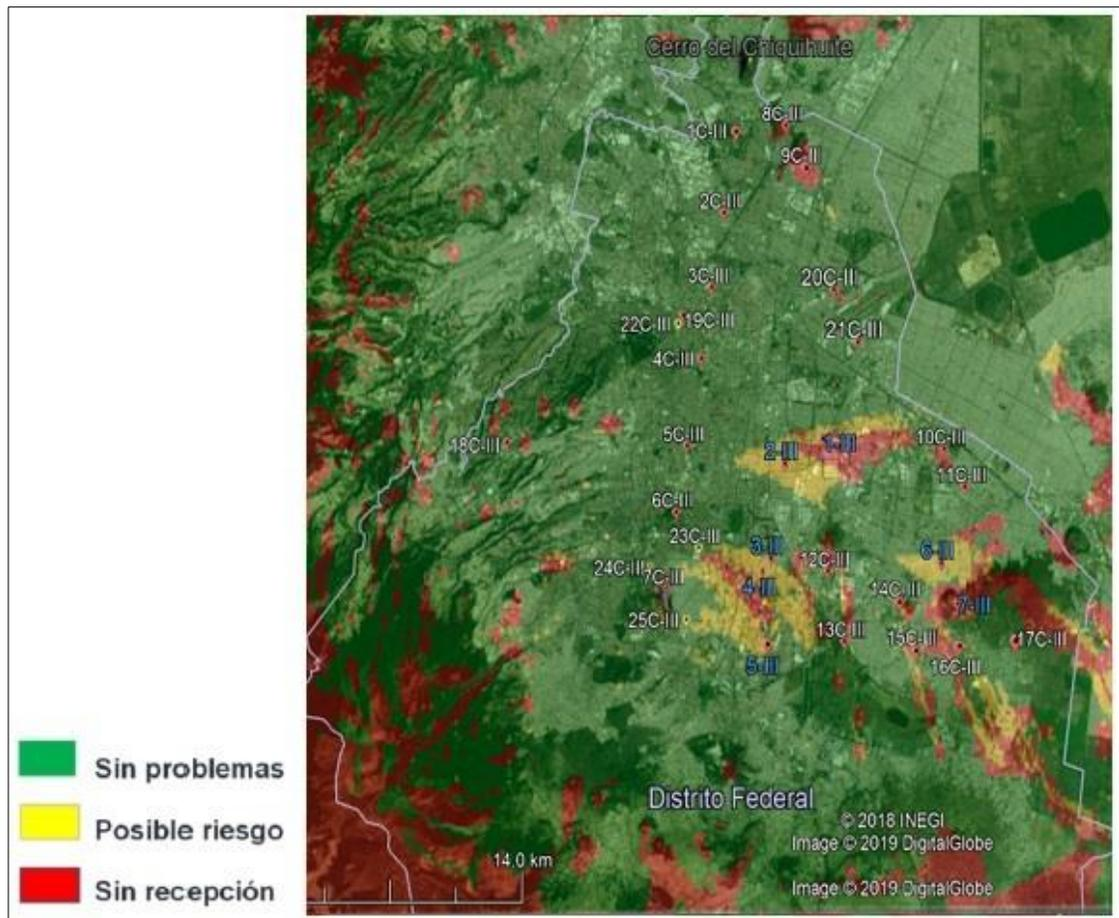 Cerro del Chiquihuite
8C-III
1C-III
9C-II
2C-III
3C-III
20C-III
22C-III
19C-III
21C-III
4C-III
18C-III
5C-III
2-III
1-III
10C-III
11C-III
6C-II
23C-III
3-III
12C-III
6-III
24C-III
7C-III
4-III
14C-II
7-III
25C-III
13C-II
15C-III
17C-III
5-III
16C-III
Sin problemas
Posible riesgo
Sin recepción
Distrito Federal
© 2018 INEGI
Image © 2019 DigitalGlobe
14.0 km
Image © 2019 DigitalGlobe